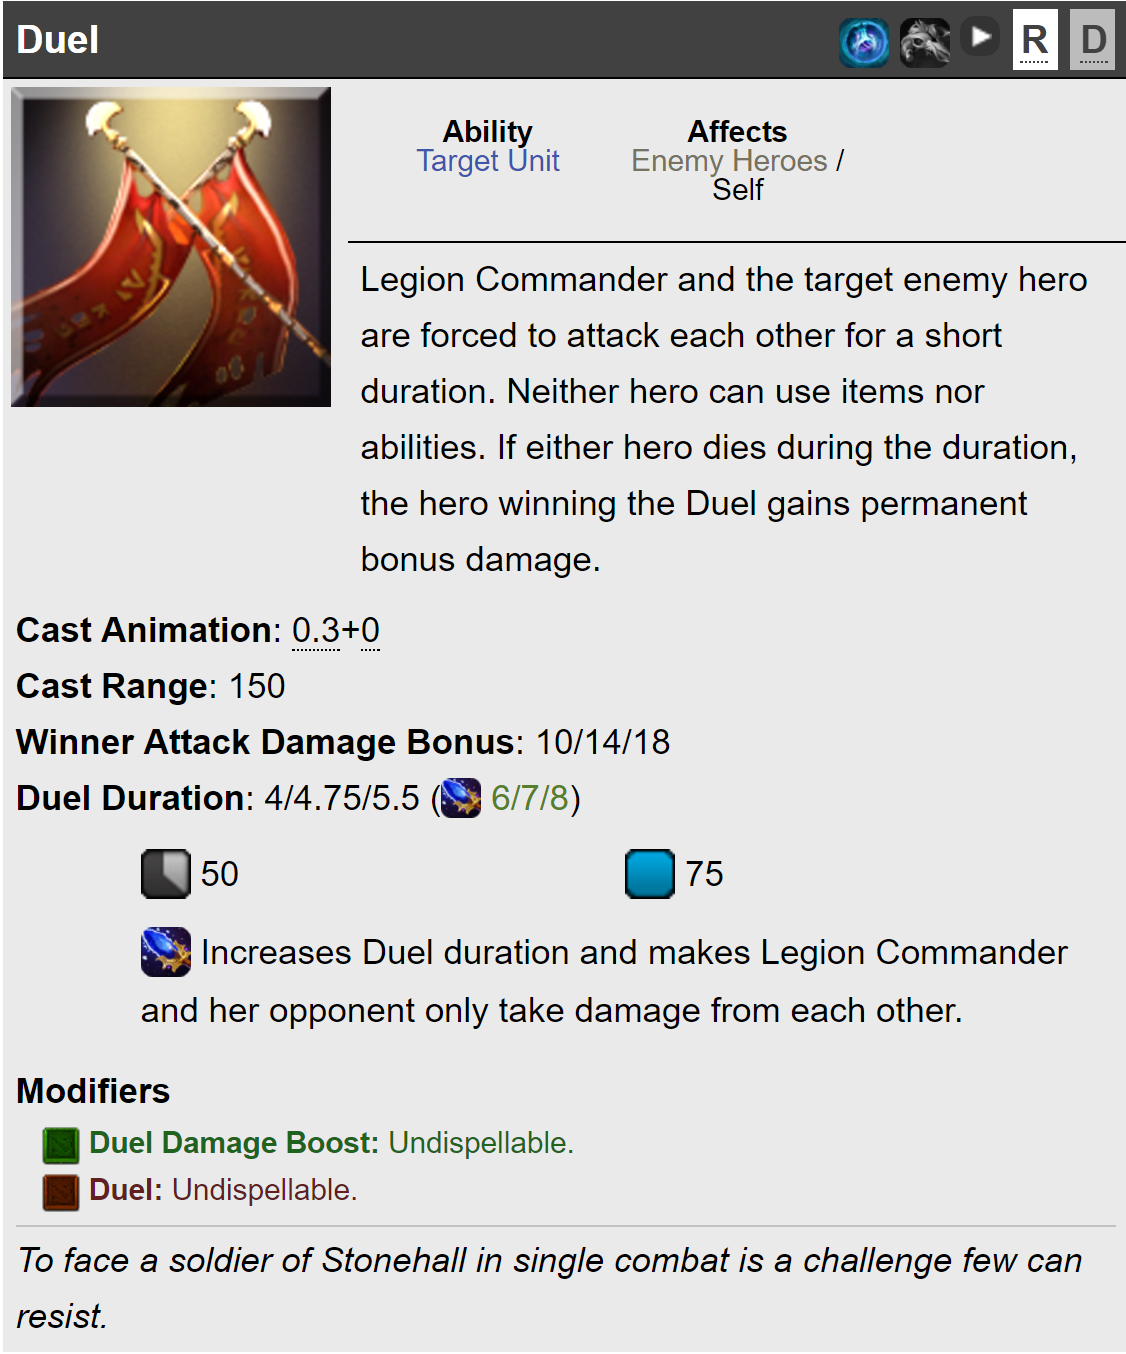 Duel
R D
Ability
Target Unit
Affects
Enemy Heroes /
Self
Legion Commander and the target enemy hero
are forced to attack each other for a short
duration. Neither hero can use items nor
abilities. If either hero dies during the duration,
the hero winning the Duel gains permanent
bonus damage.
Cast Animation: 0.3+0
Cast Range: 150
Winner Attack Damage Bonus: 10/14/18
Duel Duration: 4/4.75/5.5 ( 6/7/8)
50 75
Increases Duel duration and makes Legion Commander
and her opponent only take damage from each other.
Modifiers
Duel Damage Boost: Undispellable.
Duel: Undispellable.
To face a soldier of Stonehall in single combat is a challenge few can
resist.